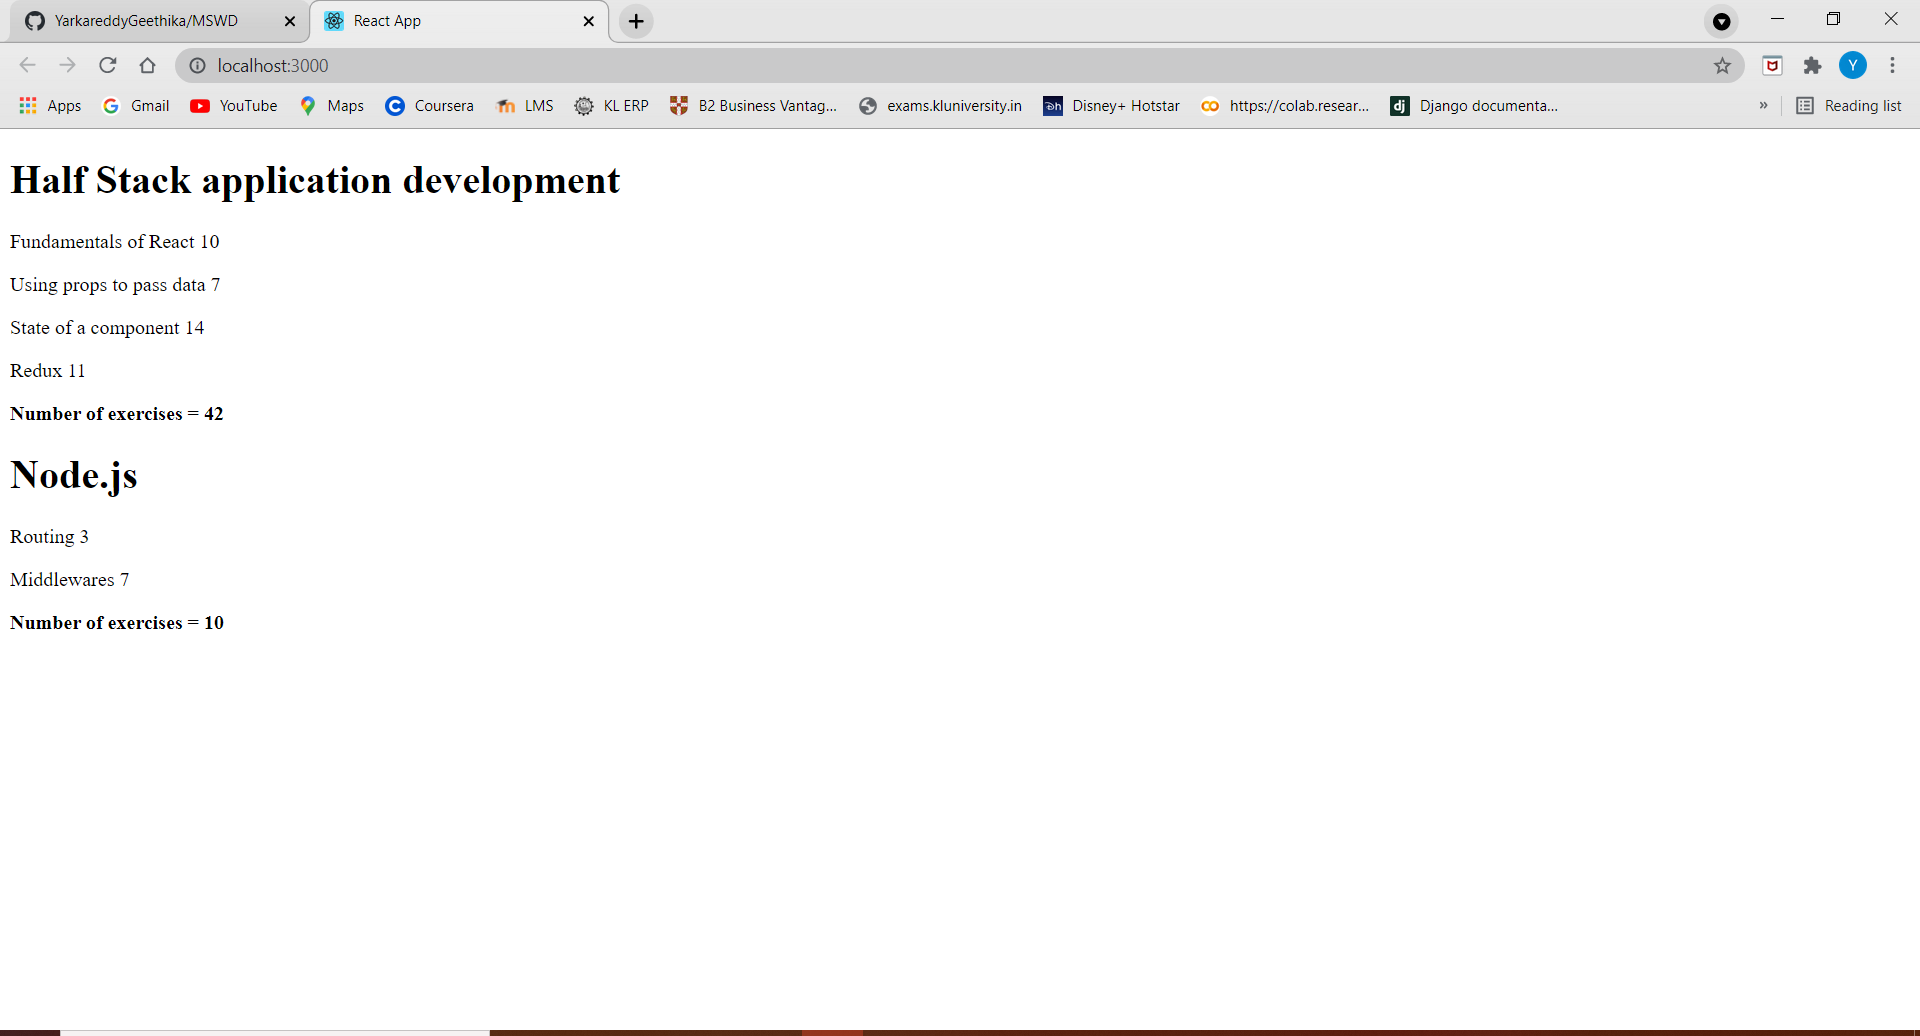 YarkareddyGeethika/MSWD
React App
localhost:3000
Apps Gmail YouTube Maps Coursera LMS KL ERP B2 Business Vantag... exams.kluniversity.in Disney+ Hotstar https://colab.resear... Django documenta... » Reading list
Y
Half Stack application development
Fundamentals of React 10
Using props to pass data 7
State of a component 14
Redux 11
Number of exercises = 42
Node.js
Routing 3
Middlewares 7
Number of exercises = 10